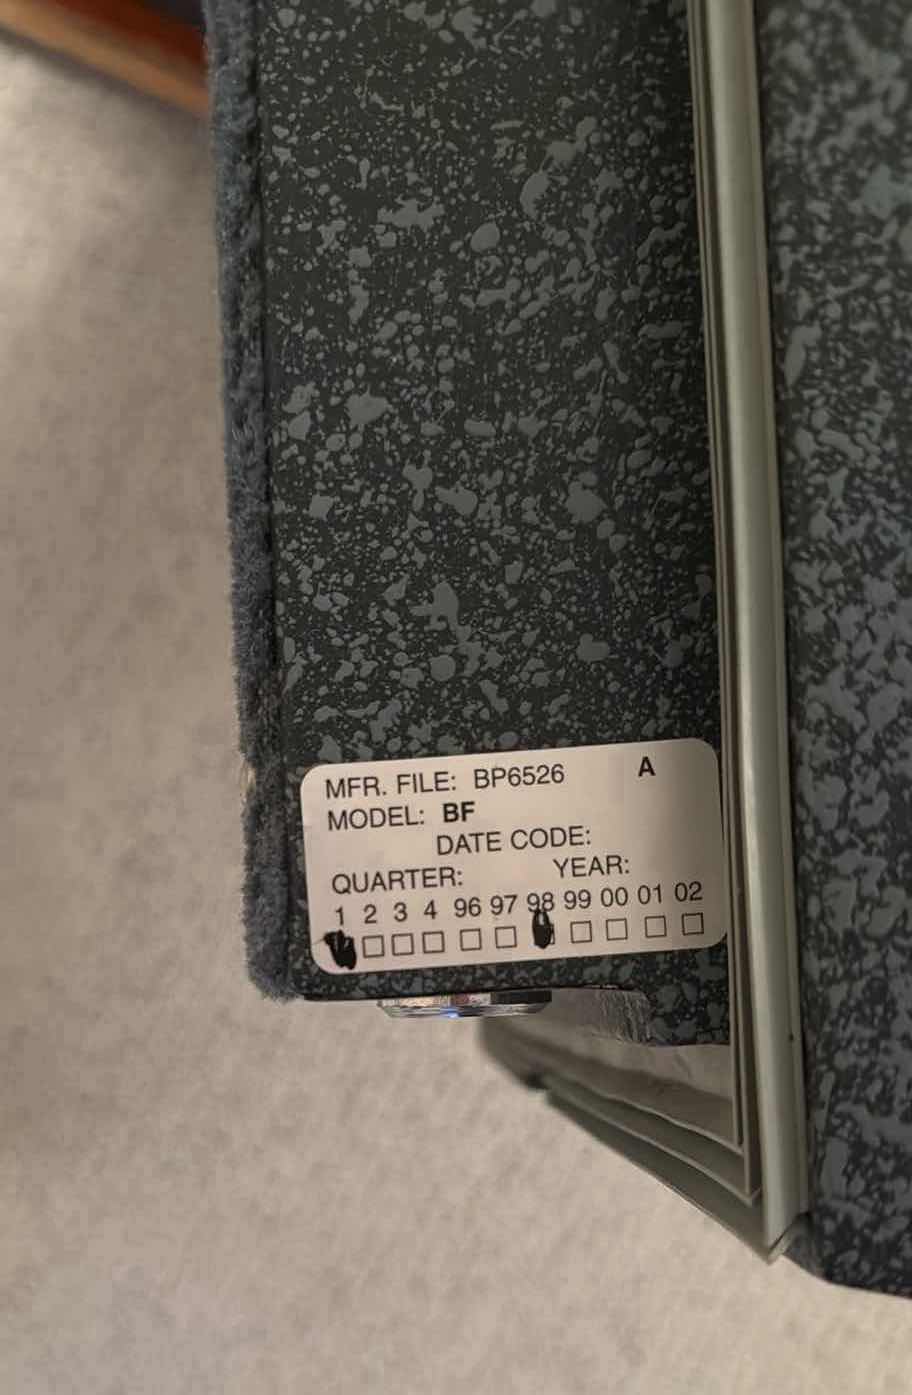 MFR. FILE: BP6526 A
MODEL: BF
DATE CODE:
QUARTER: YEAR:
1 2 3 4 96 97 98 99 00 01 02